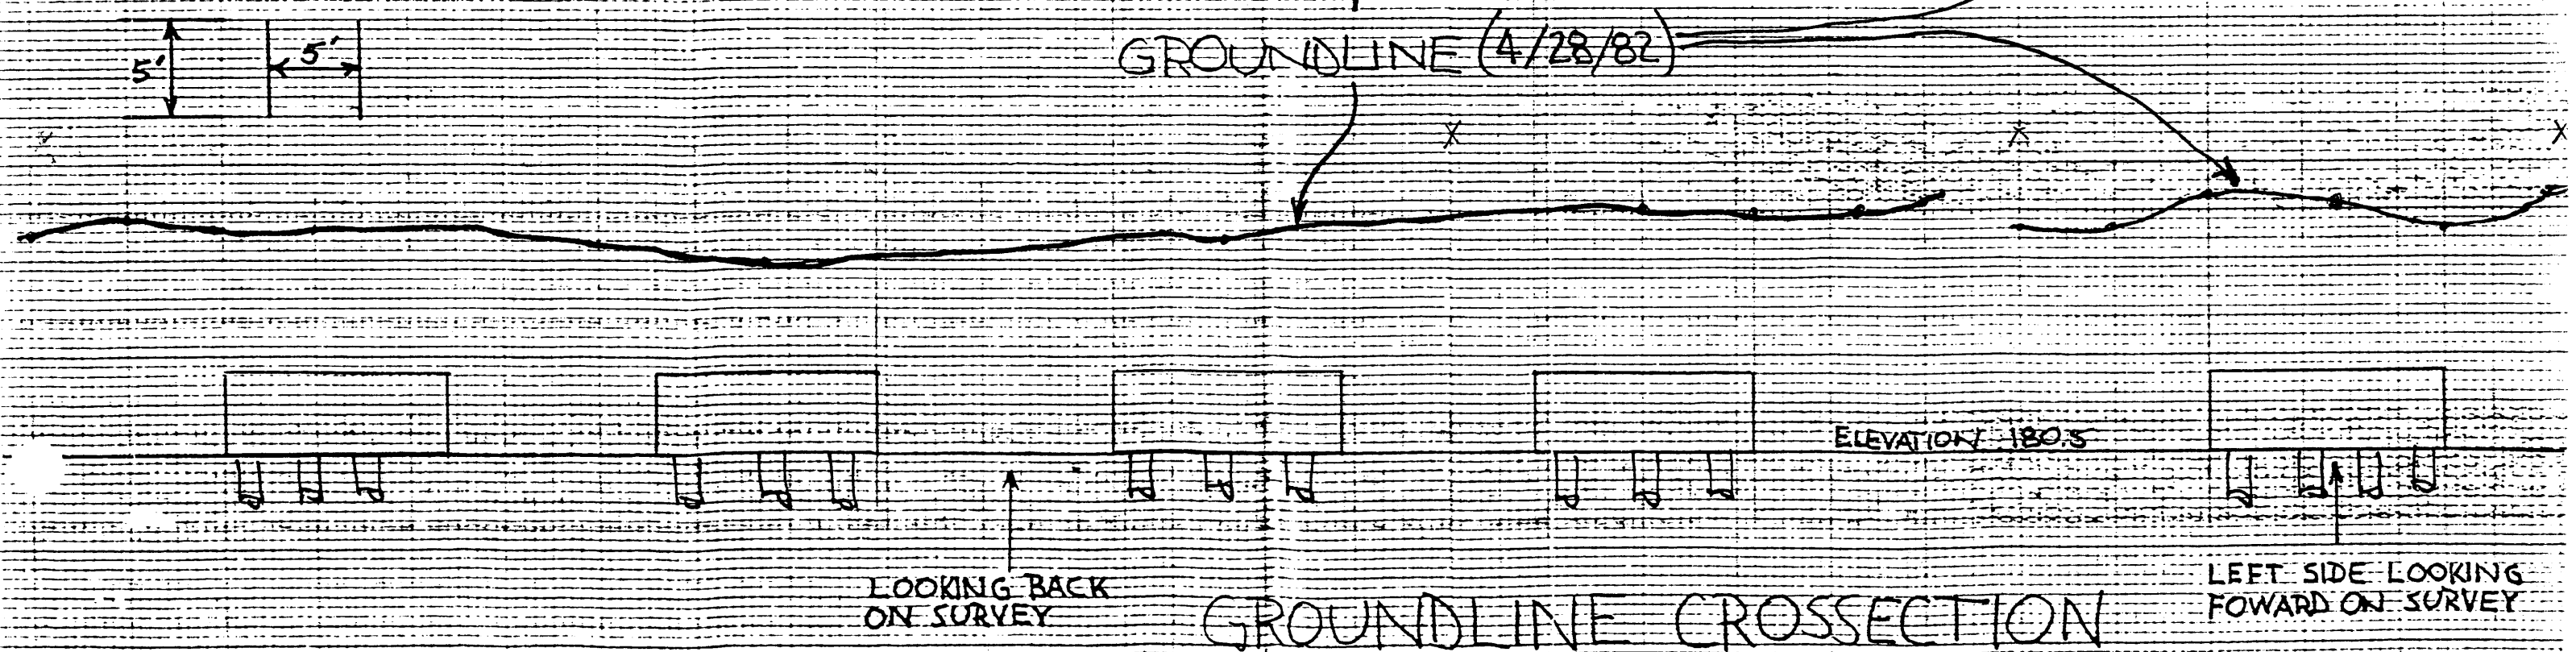 GROUNDLINE (4/28/82)
5'
5'
X
X
X
ELEVATION 180.5
LOOKING BACK
ON SURVEY
LEFT SIDE LOOKING
FOWARD ON SURVEY
GROUNDLINE CROSSECTION